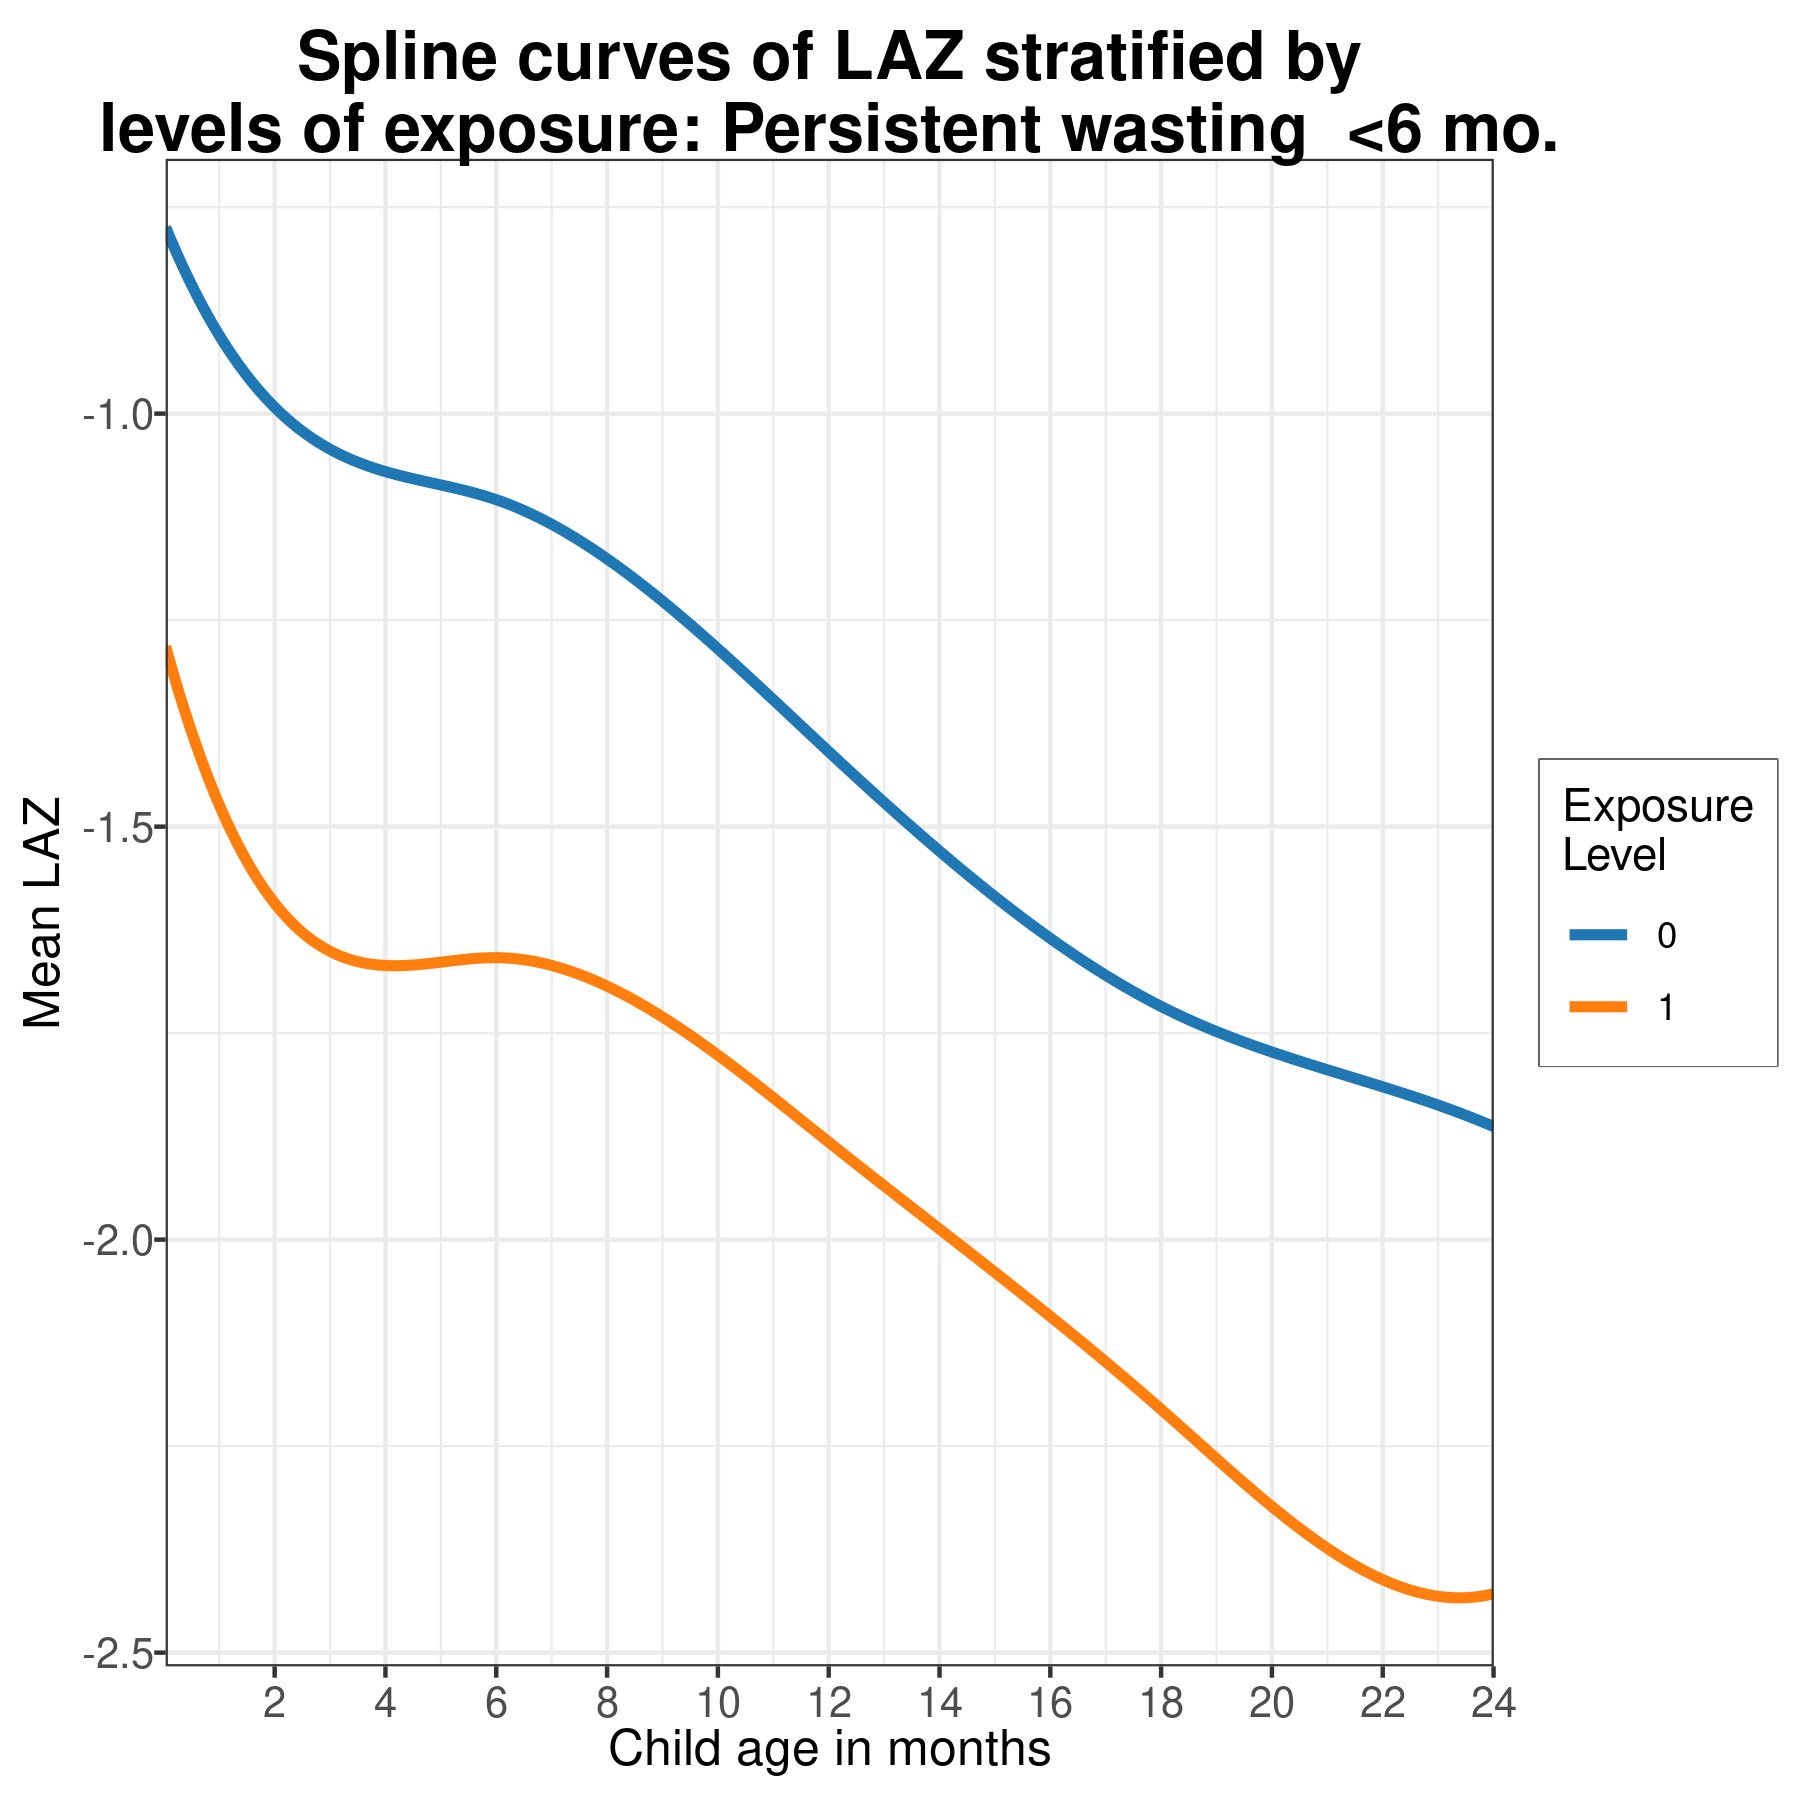 Spline curves of LAZ stratified by
levels of exposure: Persistent wasting  <6 mo.
Mean LAZ
-1.0
-1.5
-2.0
-2.5
2 4 6 8 10 12 14 16 18 20 22 24
Child age in months
Exposure
Level
0
1